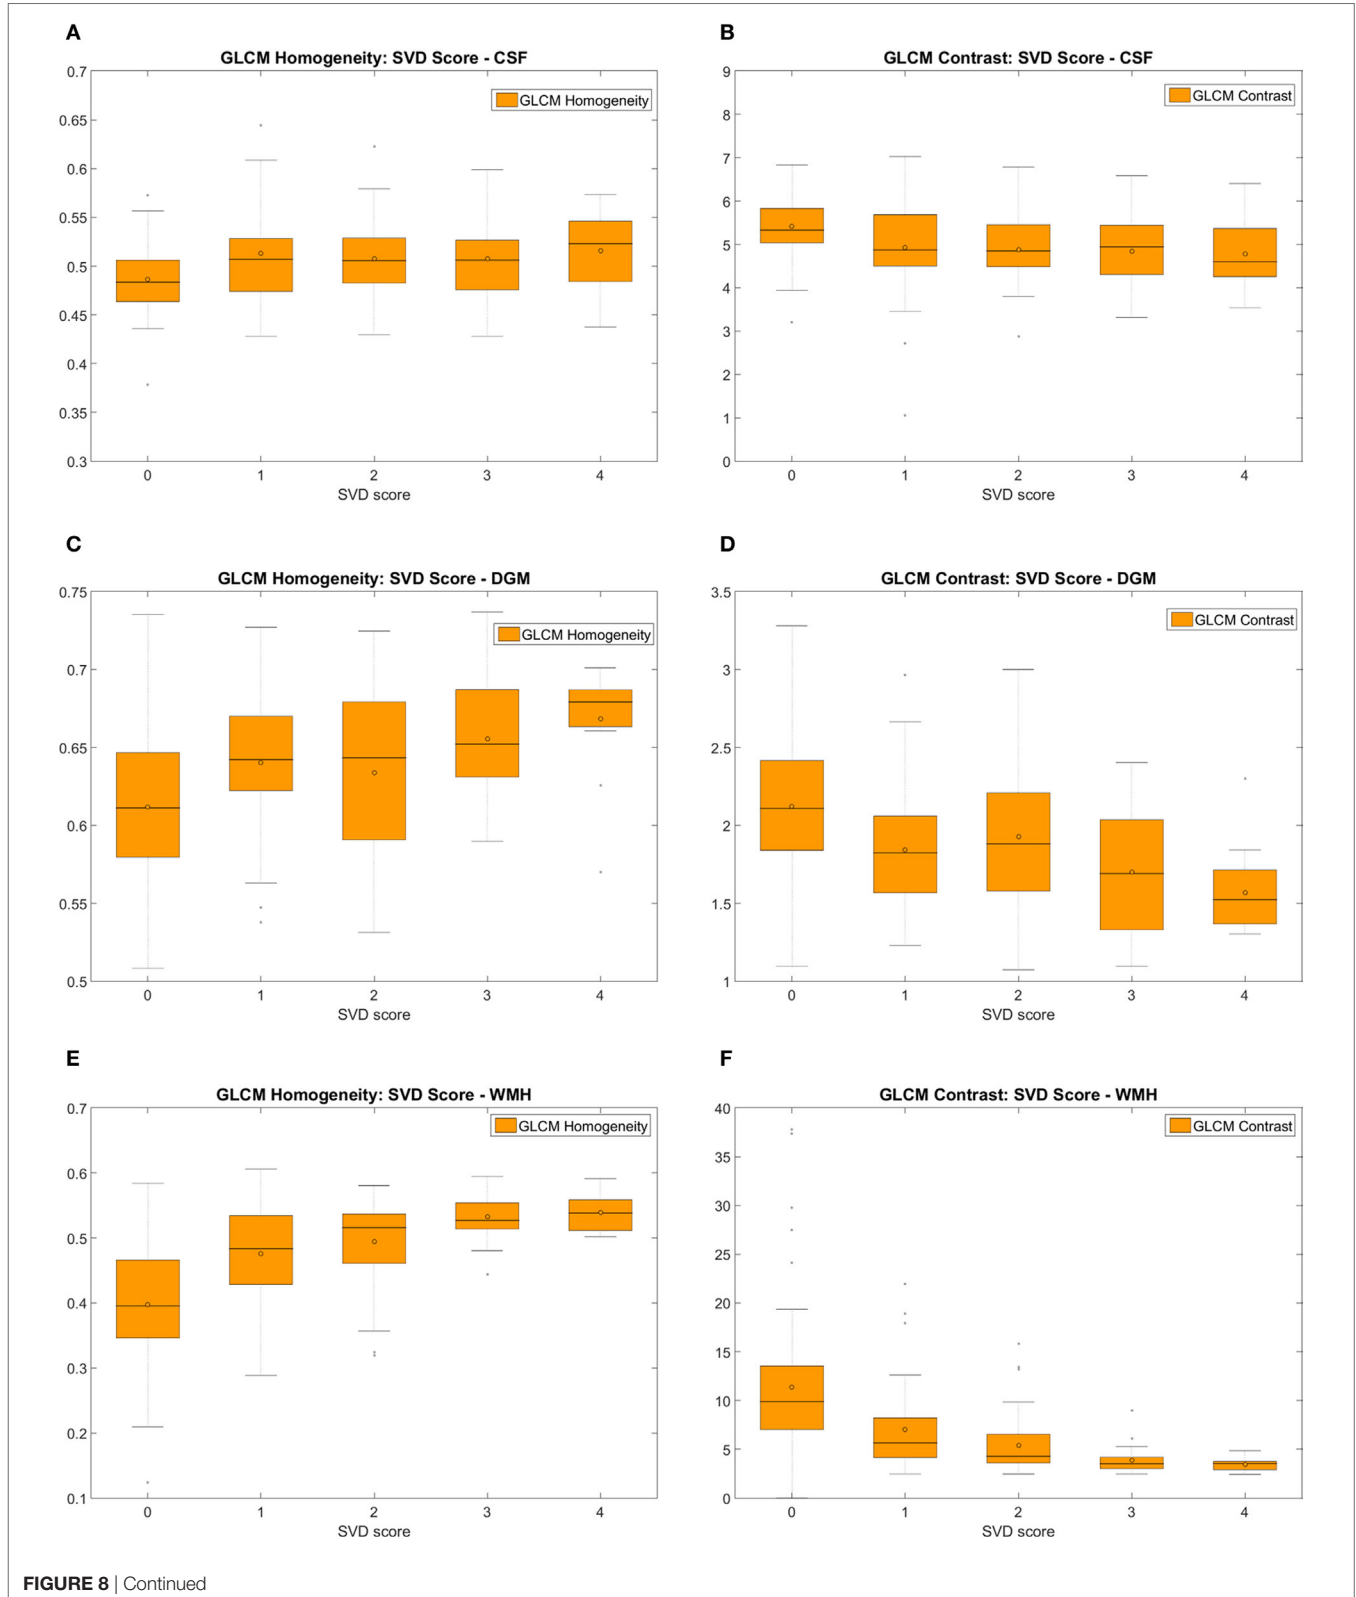 A
GLCM Homogeneity: SVD Score - CSF
GLCM Homogeneity
0.7
0.65
0.6
0.55
0.5
0.45
0.4
0.35
0.3
0 1 2 3 4
SVD score
B
GLCM Contrast: SVD Score - CSF
GLCM Contrast
9
8
7
6
5
4
3
2
1
0
0 1 2 3 4
SVD score
C
GLCM Homogeneity: SVD Score - DGM
GLCM Homogeneity
0.75
0.7
0.65
0.6
0.55
0.5
0 1 2 3 4
SVD score
D
GLCM Contrast: SVD Score - DGM
GLCM Contrast
3.5
3
2.5
2
1.5
1
0 1 2 3 4
SVD score
E
GLCM Homogeneity: SVD Score - WMH
GLCM Homogeneity
0.7
0.6
0.5
0.4
0.3
0.2
0.1
0 1 2 3 4
SVD score
F
GLCM Contrast: SVD Score - WMH
GLCM Contrast
40
35
30
25
20
15
10
5
0
0 1 2 3 4
SVD score
FIGURE 8 | Continued